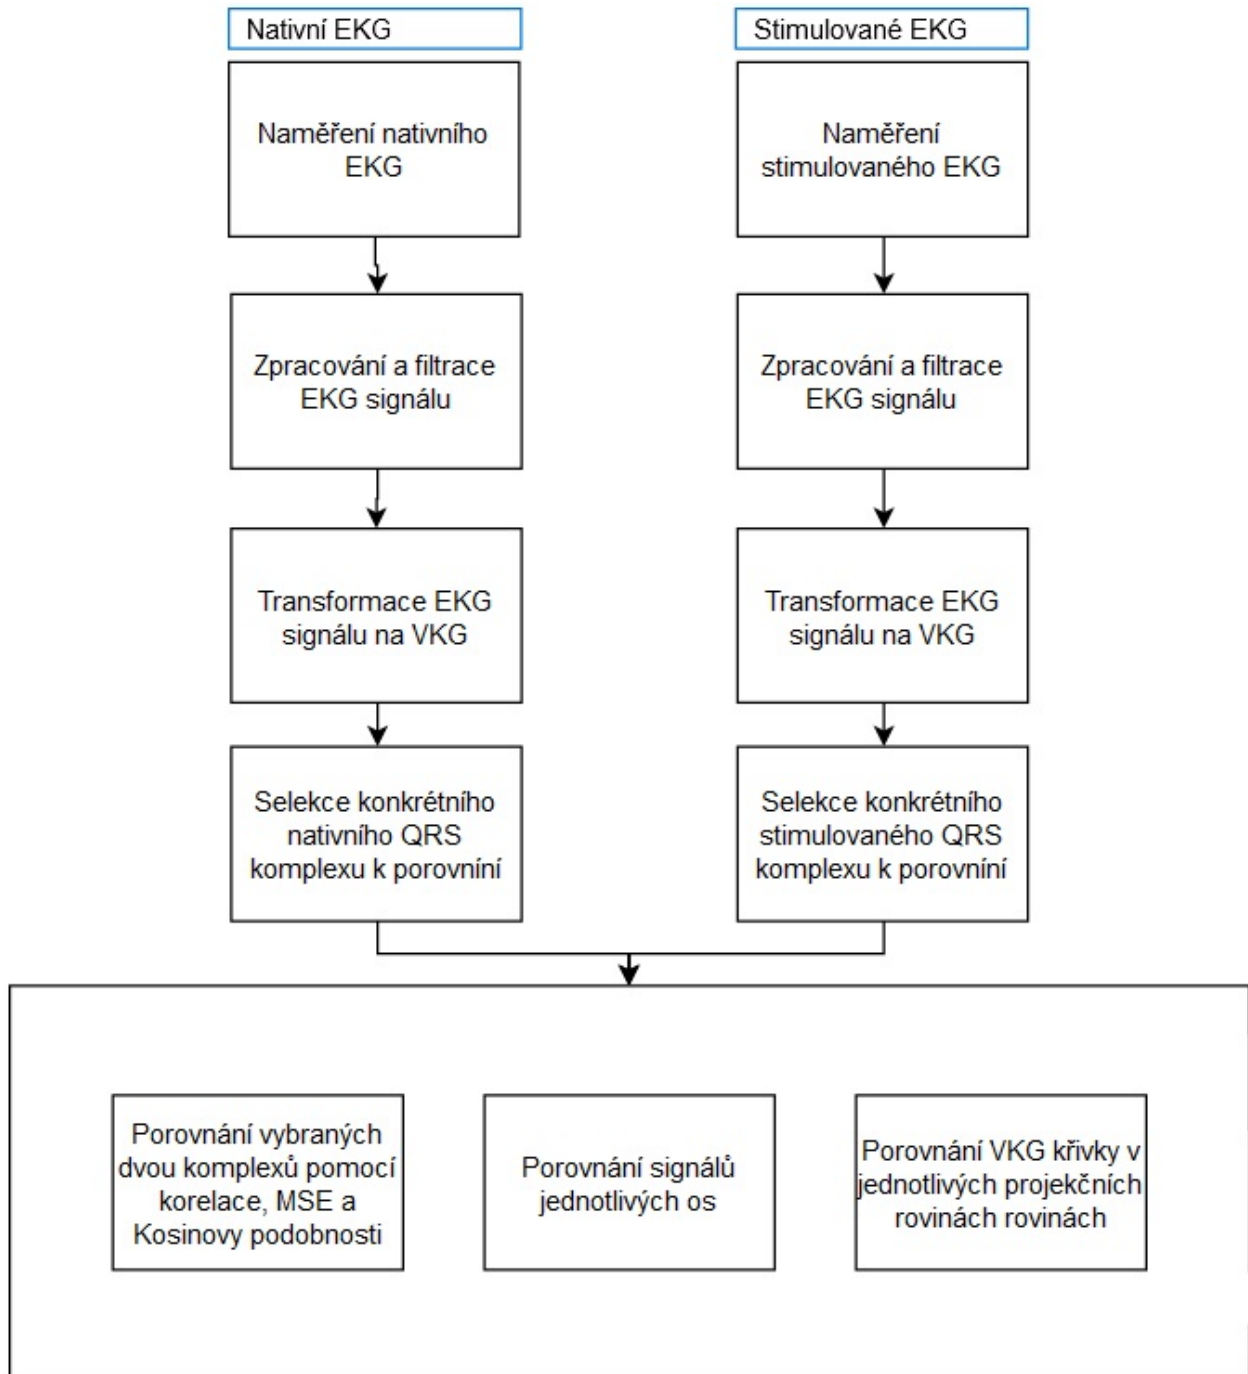 Nativní EKG
Stimulované EKG
Naměření nativního
EKG
Naměření
stimulovaného EKG
Zpracování a filtrace
EKG signálu
Zpracování a filtrace
EKG signálu
Transformace EKG
signálu na VKG
Transformace EKG
signálu na VKG
Selekce konkrétního
nativního QRS
komplexu k porovníní
Selekce konkrétního
stimulovaného QRS
komplexu k porovníní
Porovnání vybraných
dvou komplexů pomocí
korelace, MSE a
Kosinovy podobnosti
Porovnání signálů
jednotlivých os
Porovnání VKG křivky v
jednotlivých projekčních
rovinách rovinách